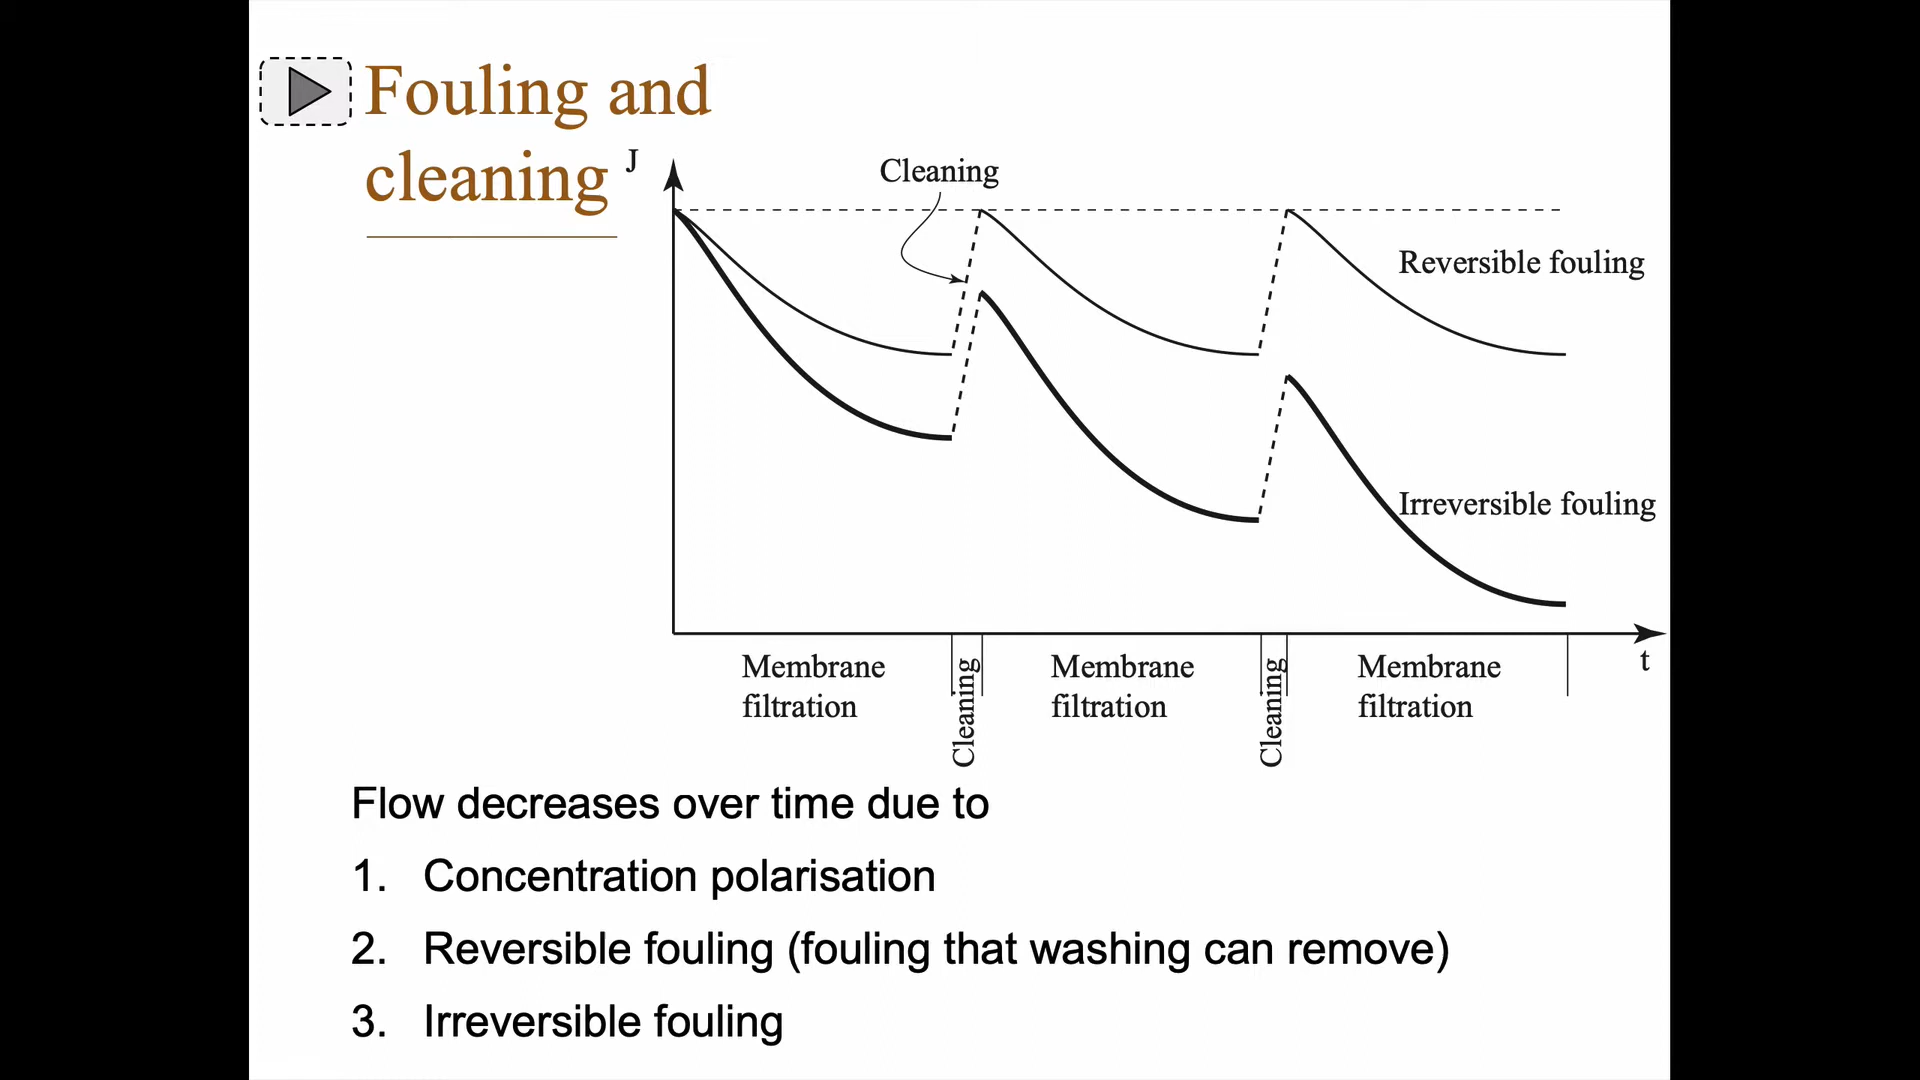 Fouling and
cleaning
J
Cleaning
Reversible fouling
Irreversible fouling
t
Membrane
filtration
Cleaning
Membrane
filtration
Cleaning
Membrane
filtration
Flow decreases over time due to
1. Concentration polarisation
2. Reversible fouling (fouling that washing can remove)
3. Irreversible fouling